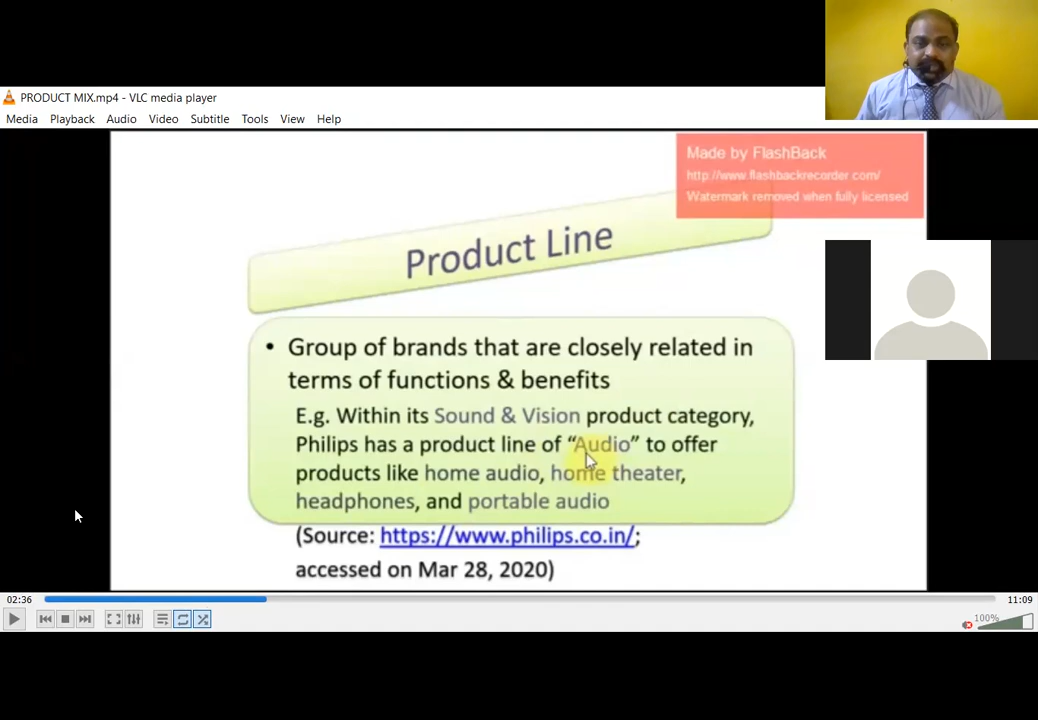 PRODUCT MIX.mp4 - VLC media player
Media Playback Audio Video Subtitle Tools View Help
Made by FlashBack
http://www.flashbackrecorder.com/
Watermark removed when fully licensed
Product Line
• Group of brands that are closely related in
terms of functions & benefits
E.g. Within its Sound & Vision product category,
Philips has a product line of “Audio” to offer
products like home audio, home theater,
headphones, and portable audio
(Source: https://www.philips.co.in/;
accessed on Mar 28, 2020)
02:36
11:09
100%